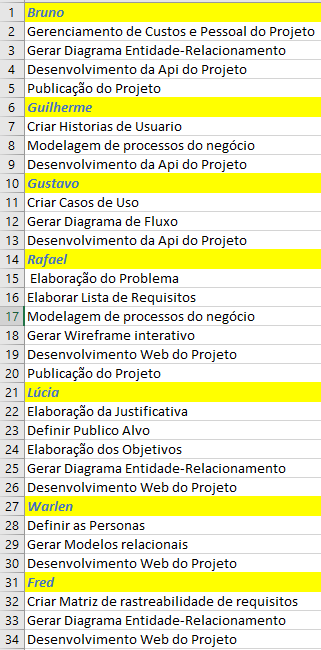 1 Bruno
2 Gerenciamento de Custos e Pessoal do Projeto
3 Gerar Diagrama Entidade-Relacionamento
4 Desenvolvimento da Api do Projeto
5 Publicação do Projeto
6 Guilherme
7 Criar Historias de Usuario
8 Modelagem de processos do negócio
9 Desenvolvimento da Api do Projeto
10 Gustavo
11 Criar Casos de Uso
12 Gerar Diagrama de Fluxo
13 Desenvolvimento da Api do Projeto
14 Rafael
15 Elaboração do Problema
16 Elaborar Lista de Requisitos
17 Modelagem de processos do negócio
18 Gerar Wireframe interativo
19 Desenvolvimento Web do Projeto
20 Publicação do Projeto
21 Lúcia
22 Elaboração da Justificativa
23 Definir Publico Alvo
24 Elaboração dos Objetivos
25 Gerar Diagrama Entidade-Relacionamento
26 Desenvolvimento Web do Projeto
27 Warlen
28 Definir as Personas
29 Gerar Modelos relacionais
30 Desenvolvimento Web do Projeto
31 Fred
32 Criar Matriz de rastreabilidade de requisitos
33 Gerar Diagrama Entidade-Relacionamento
34 Desenvolvimento Web do Projeto